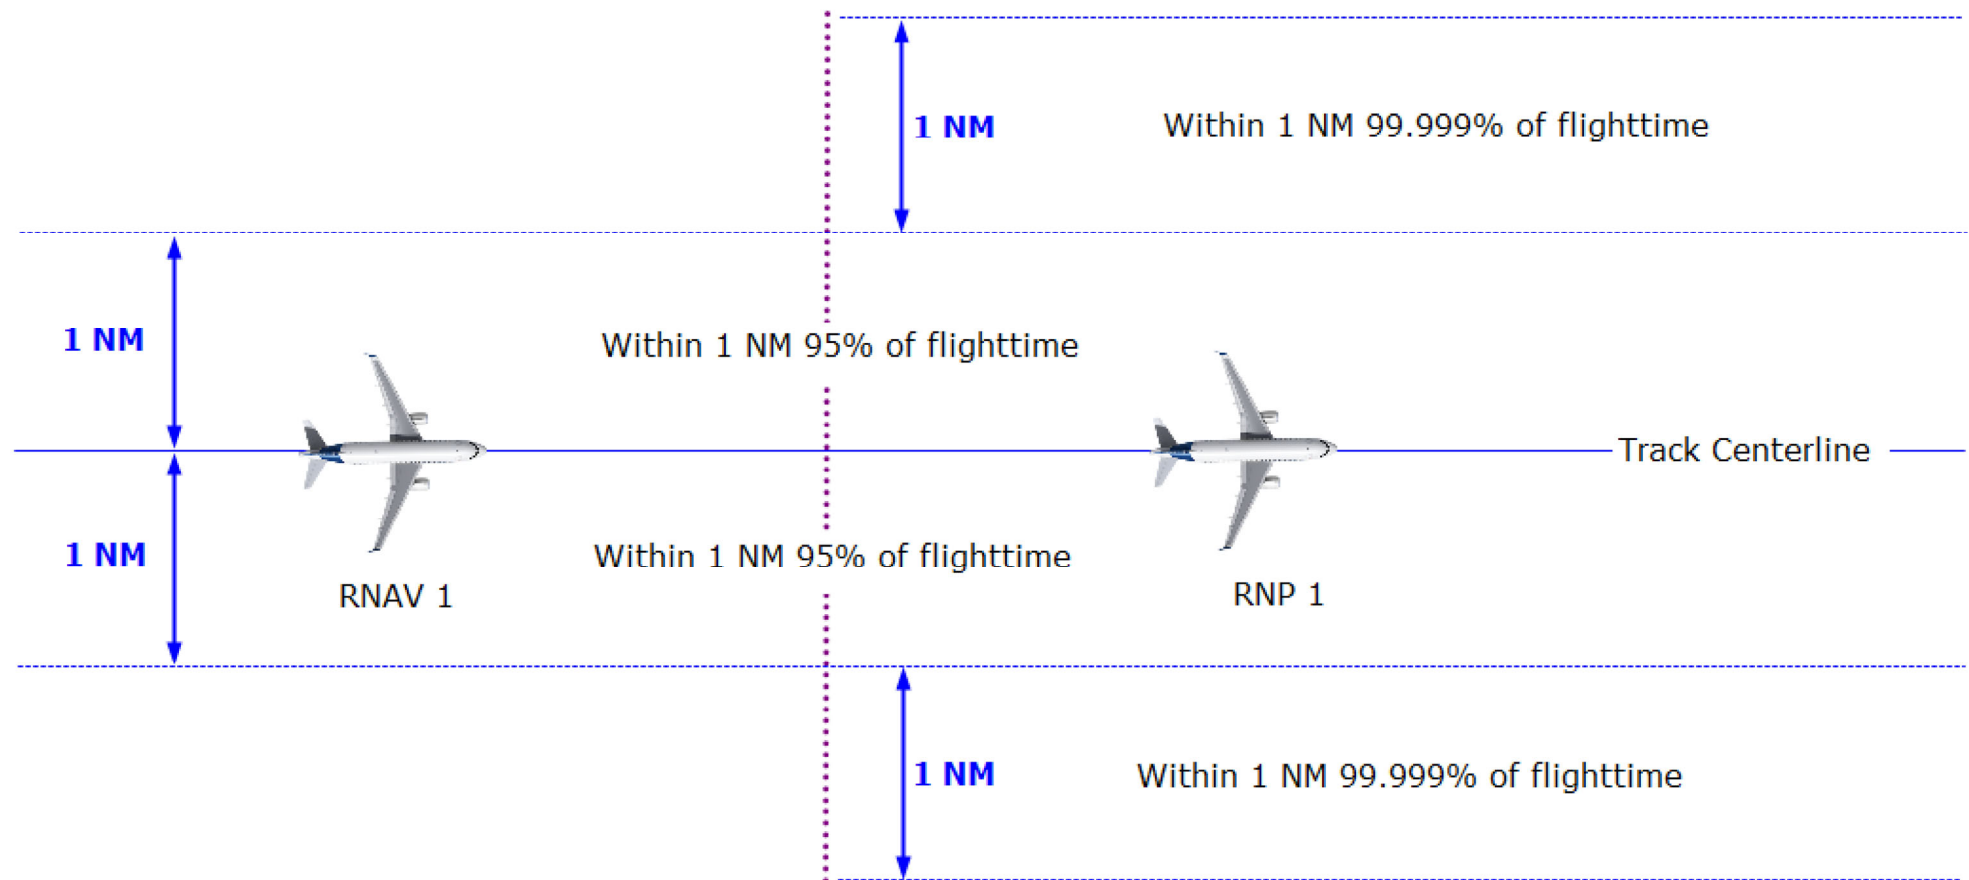 1 NM
Within 1 NM 99.999% of flighttime
1 NM
Within 1 NM 95% of flighttime
Track Centerline
1 NM
Within 1 NM 95% of flighttime
RNAV 1
RNP 1
1 NM
Within 1 NM 99.999% of flighttime